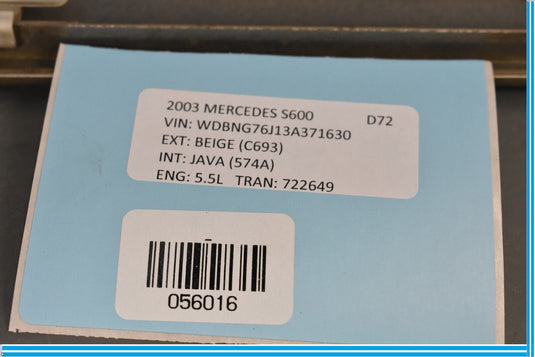 2003 MERCEDES S600 D72
VIN: WDBNG76J13A371630
EXT: BEIGE (C693)
INT: JAVA (574A)
ENG: 5.5L TRAN: 722649
056016